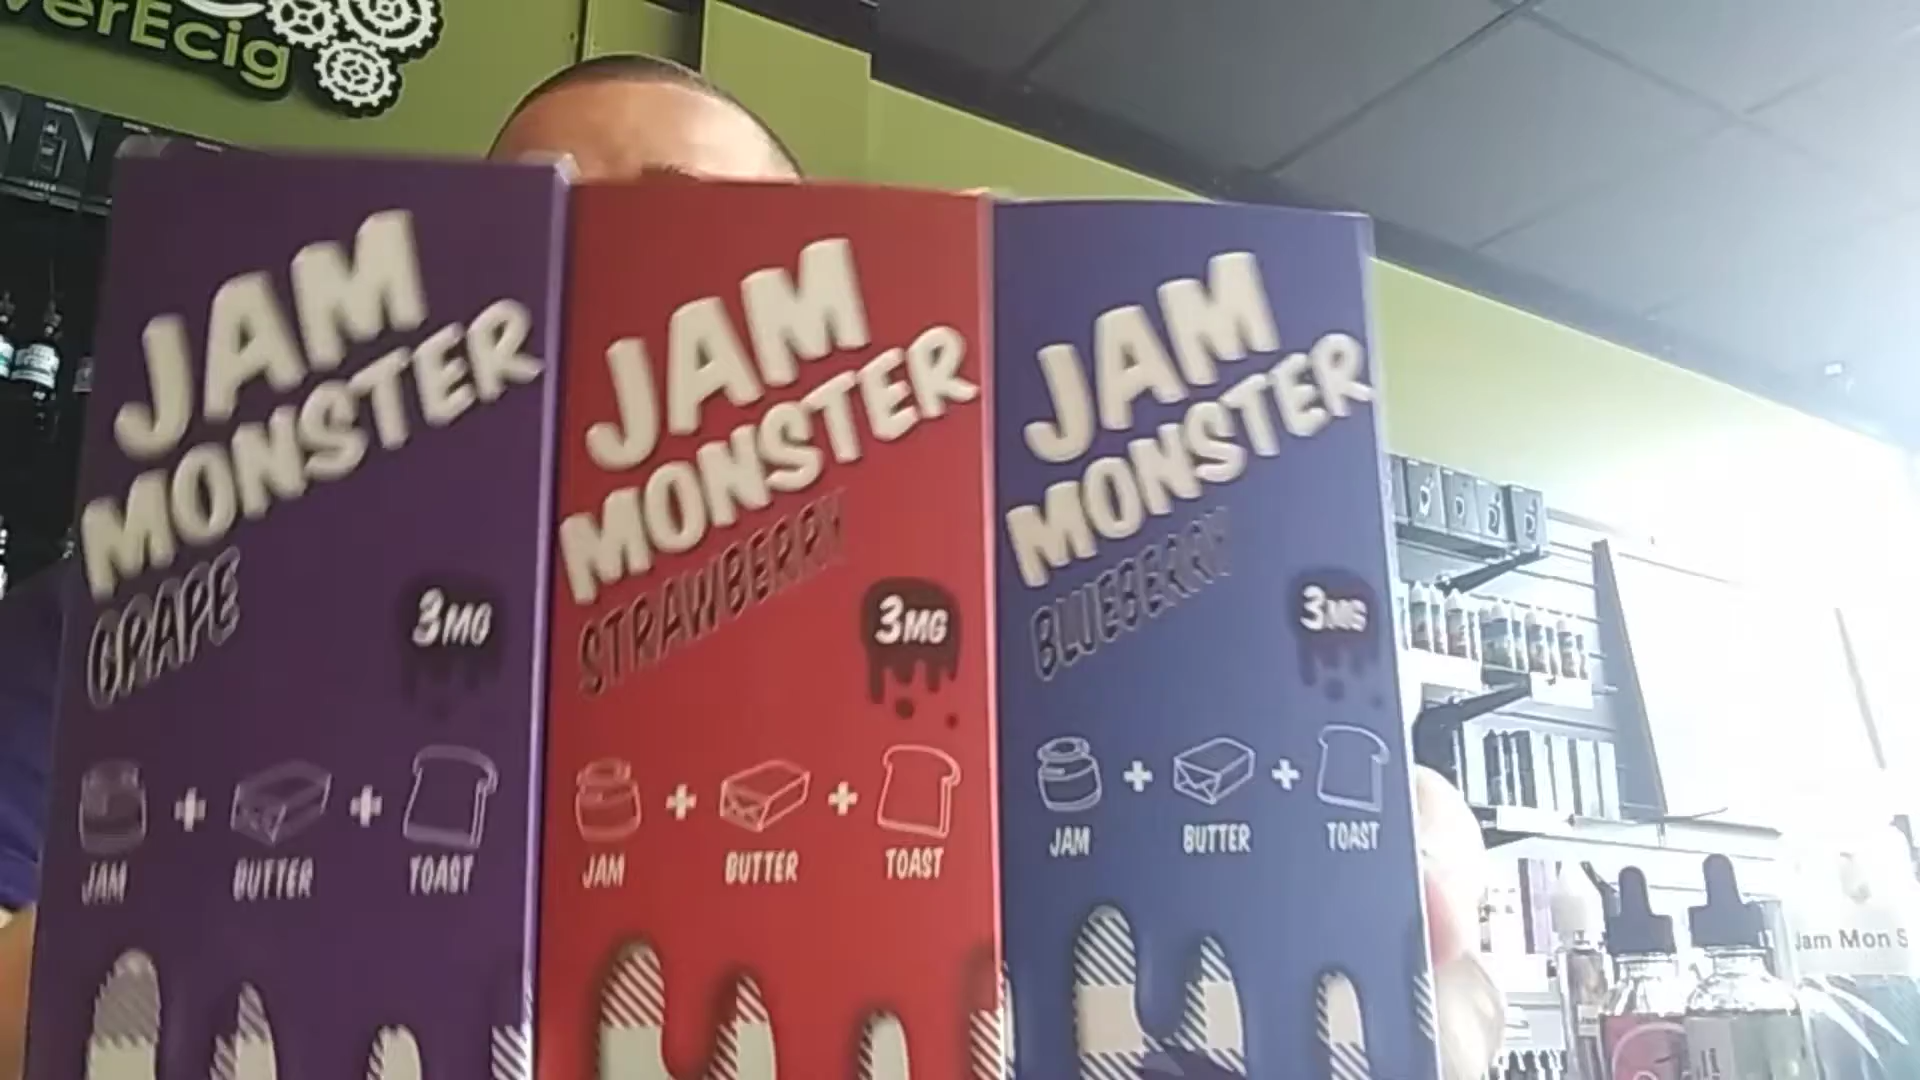 verEcig
JAM
MONSTER
GRAPE
3MG
JAM + BUTTER + TOAST
JAM
MONSTER
STRAWBERRY
3MG
JAM + BUTTER + TOAST
JAM
MONSTER
BLUEBERRY
3MG
JAM + BUTTER + TOAST
Jam Mon S